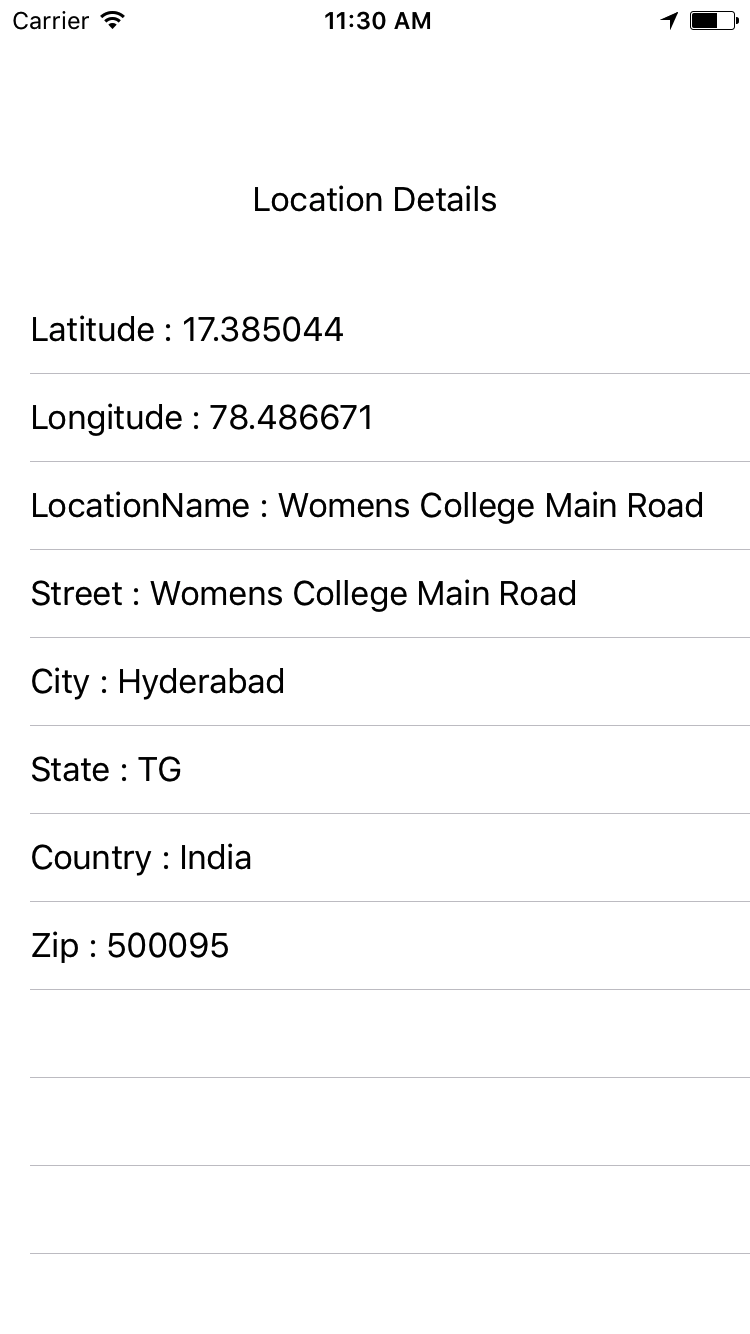 Carrier 11:30 AM
Location Details
Latitude : 17.385044
Longitude : 78.486671
LocationName : Womens College Main Road
Street : Womens College Main Road
City : Hyderabad
State : TG
Country : India
Zip : 500095